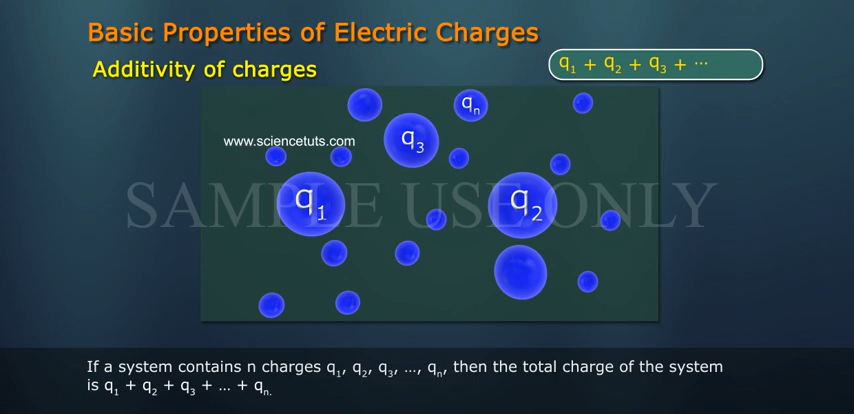 Basic Properties of Electric Charges
Additivity of charges
q₁ + q₂ + q₃ + ···
qₙ
www.sciencetuts.com
q₃
SAMPLE USE ONLY
q₁
q₂
If a system contains n charges q₁, q₂, q₃, ..., qₙ, then the total charge of the system
is q₁ + q₂ + q₃ + ... + qₙ.